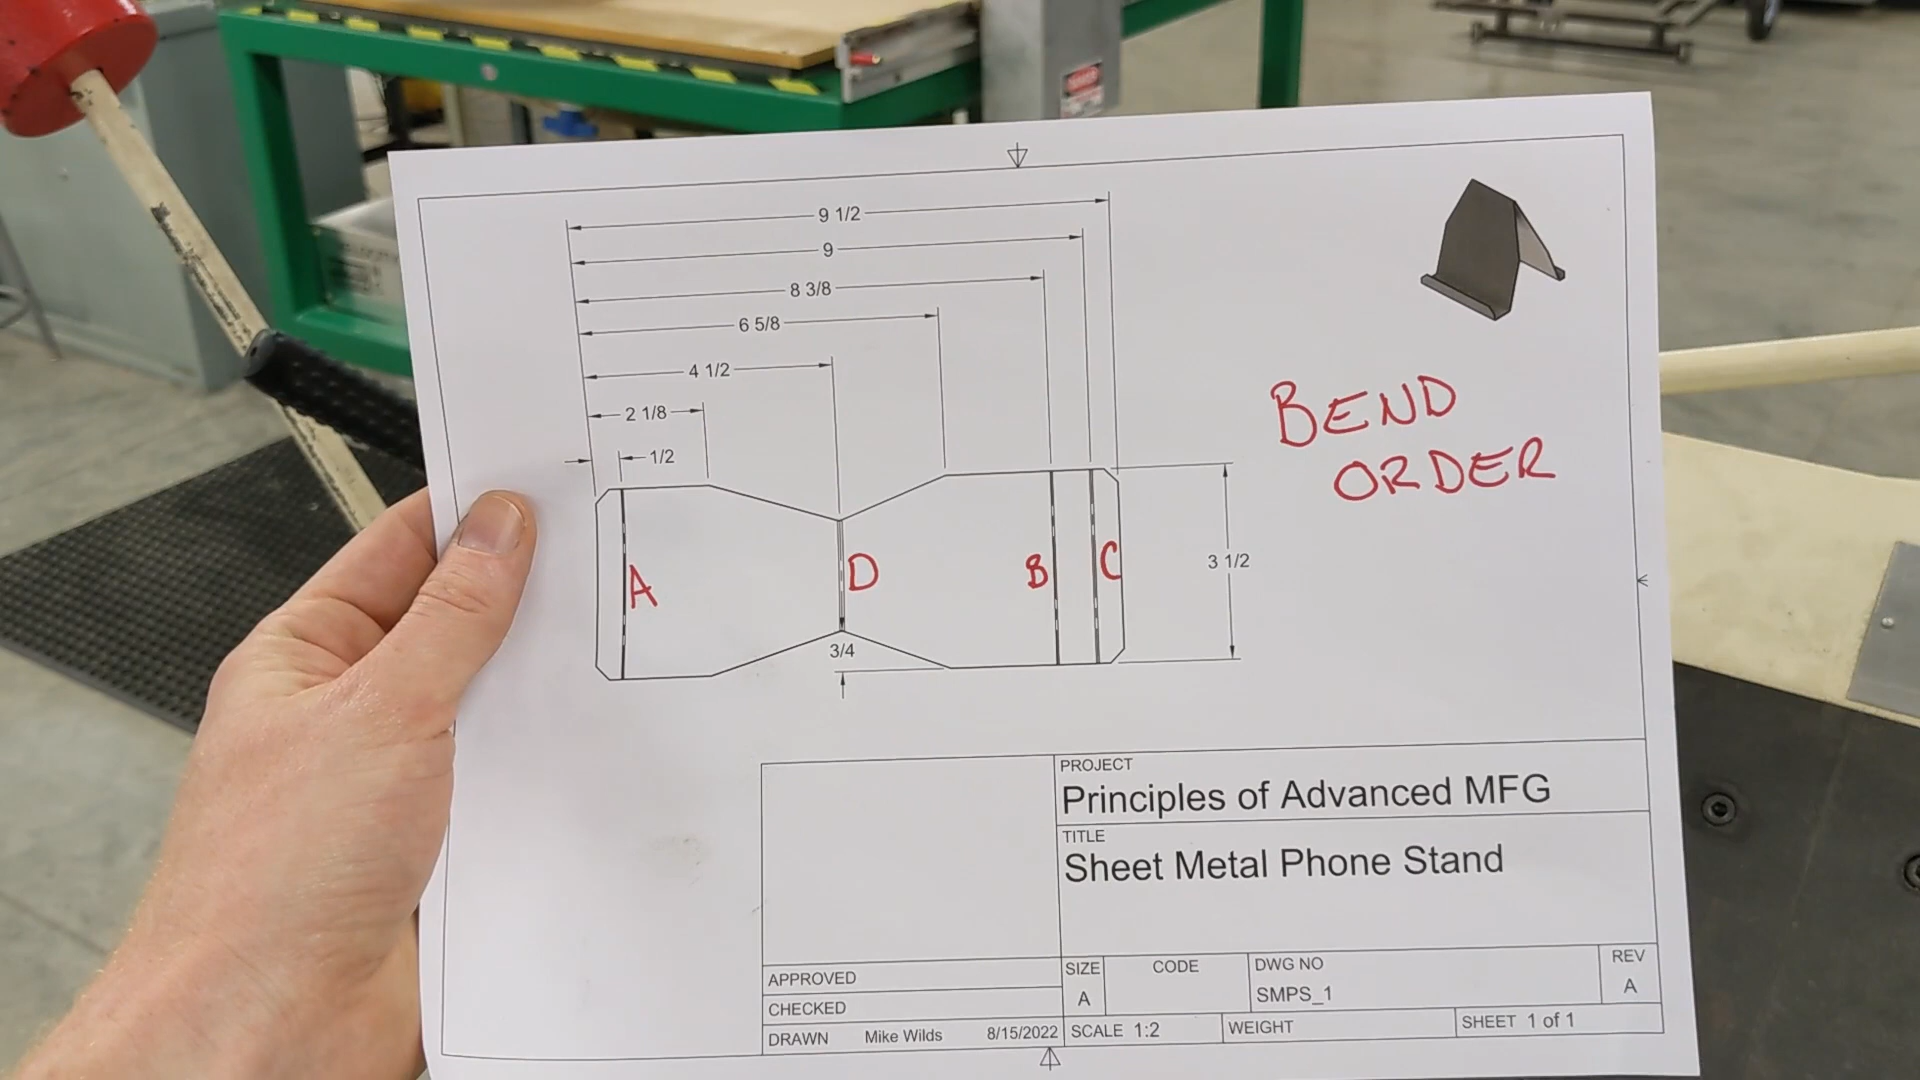 9 1/2
9
8 3/8
6 5/8
4 1/2
2 1/8
1/2
BEND
ORDER
A
D
B
C
3 1/2
3/4
PROJECT
Principles of Advanced MFG
TITLE
Sheet Metal Phone Stand
APPROVED
CHECKED
DRAWN Mike Wilds 8/15/2022
SIZE
A
CODE
DWG NO
SMPS_1
REV
A
SCALE 1:2
WEIGHT
SHEET 1 of 1